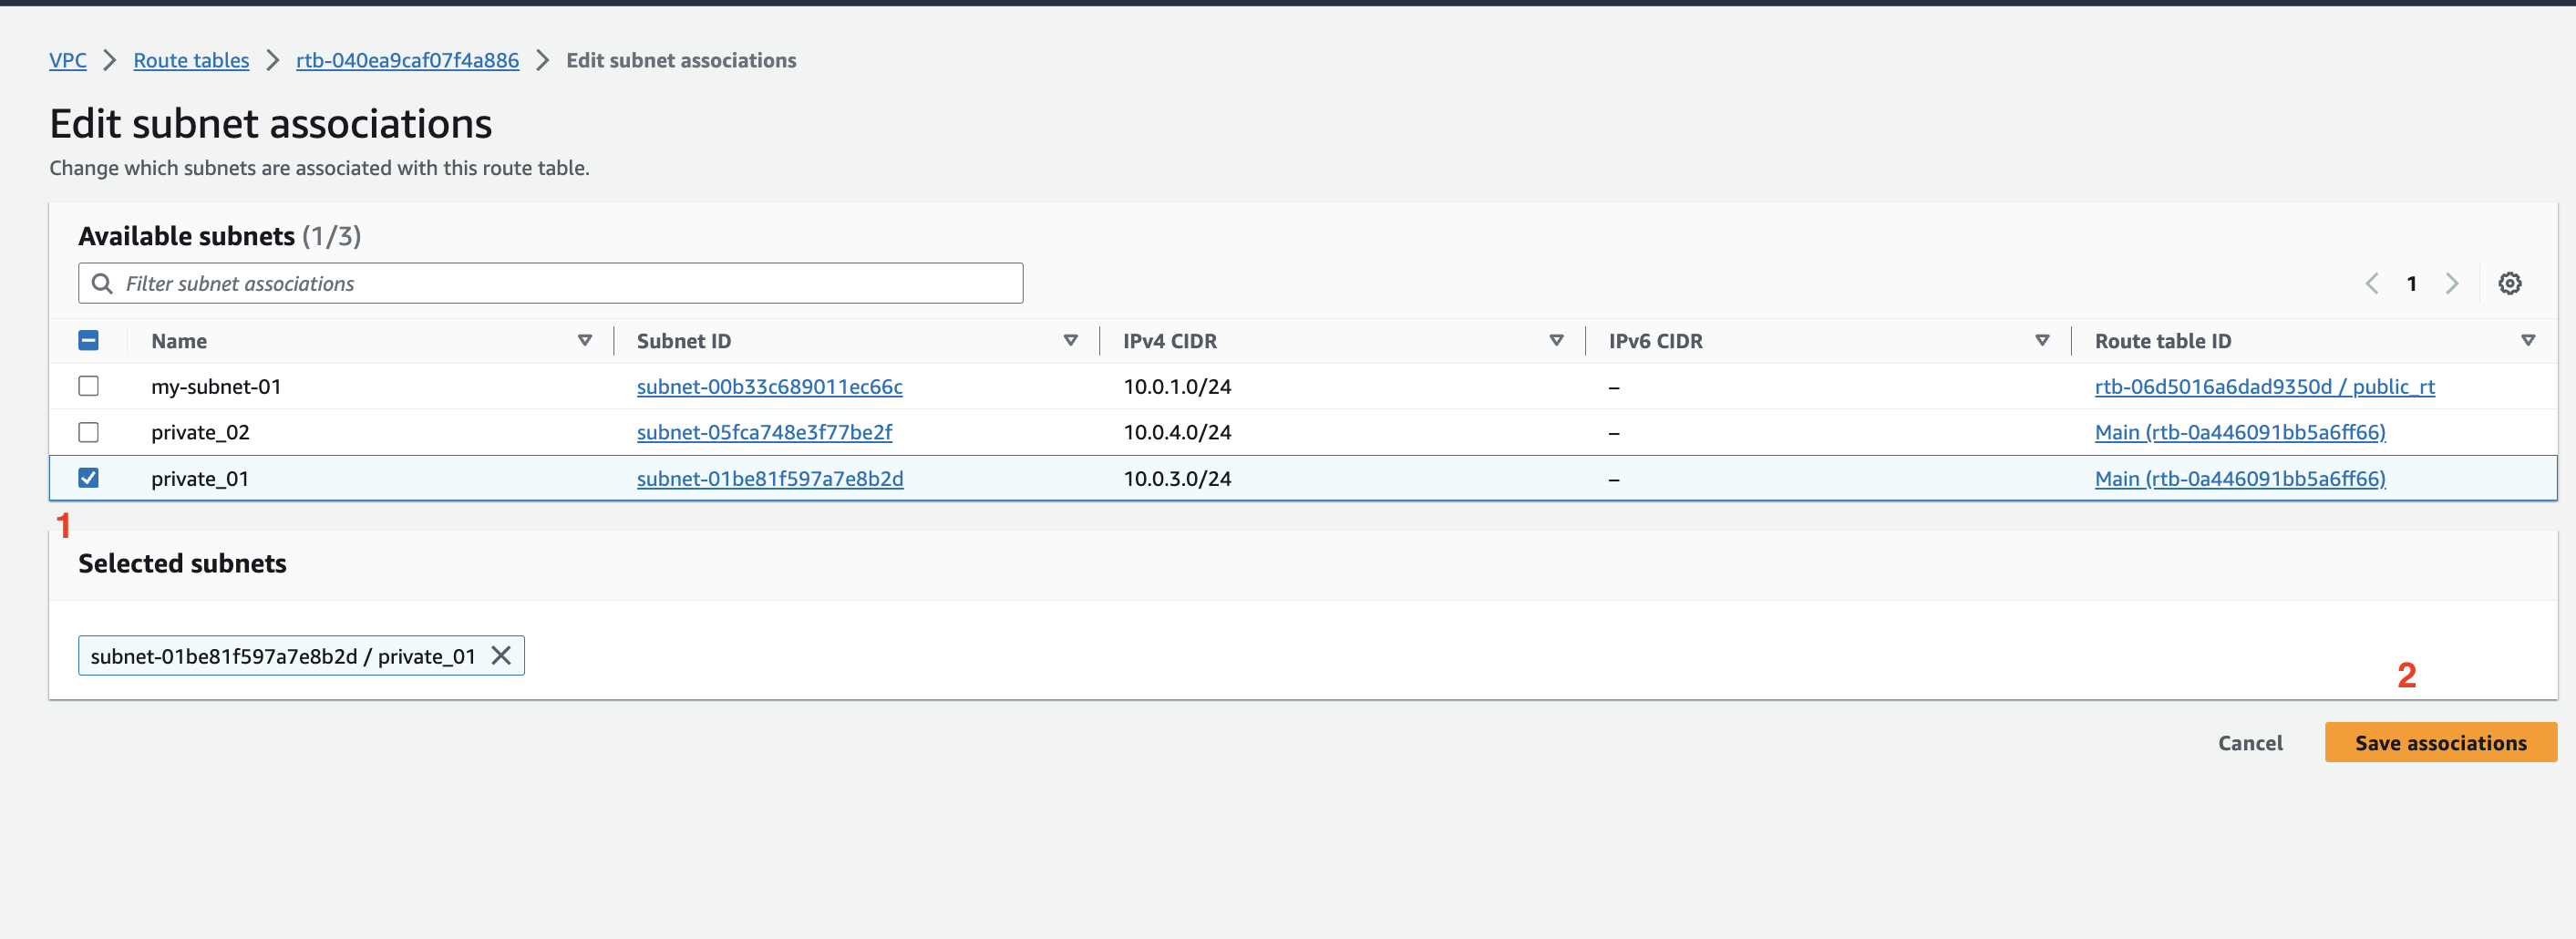 VPC > Route tables > rtb-040ea9caf07f4a886 > Edit subnet associations
Edit subnet associations
Change which subnets are associated with this route table.
Available subnets (1/3)
Filter subnet associations
1
Name Subnet ID IPv4 CIDR IPv6 CIDR Route table ID
my-subnet-01 subnet-00b33c689011ec66c 10.0.1.0/24 – rtb-06d5016a6dad9350d / public_rt
private_02 subnet-05fca748e3f77be2f 10.0.4.0/24 – Main (rtb-0a446091bb5a6ff66)
private_01 subnet-01be81f597a7e8b2d 10.0.3.0/24 – Main (rtb-0a446091bb5a6ff66)
1
Selected subnets
subnet-01be81f597a7e8b2d / private_01
2
Cancel Save associations